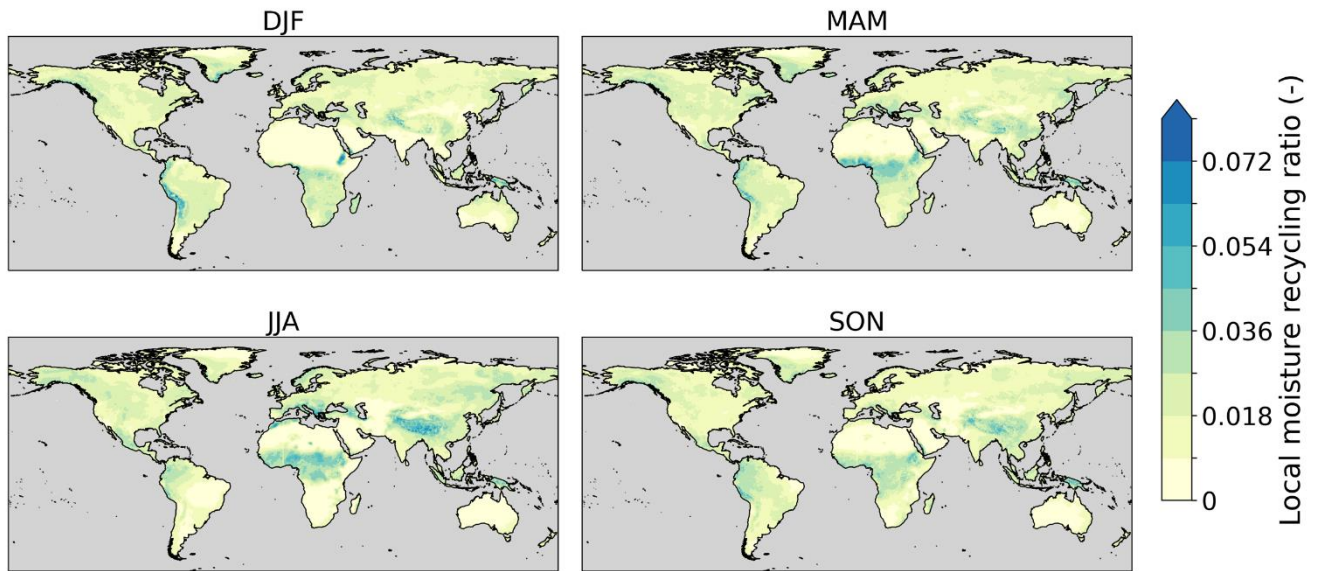 DJF
MAM
JJA
SON
0.072
0.054
0.036
0.018
0
Local moisture recycling ratio (-)